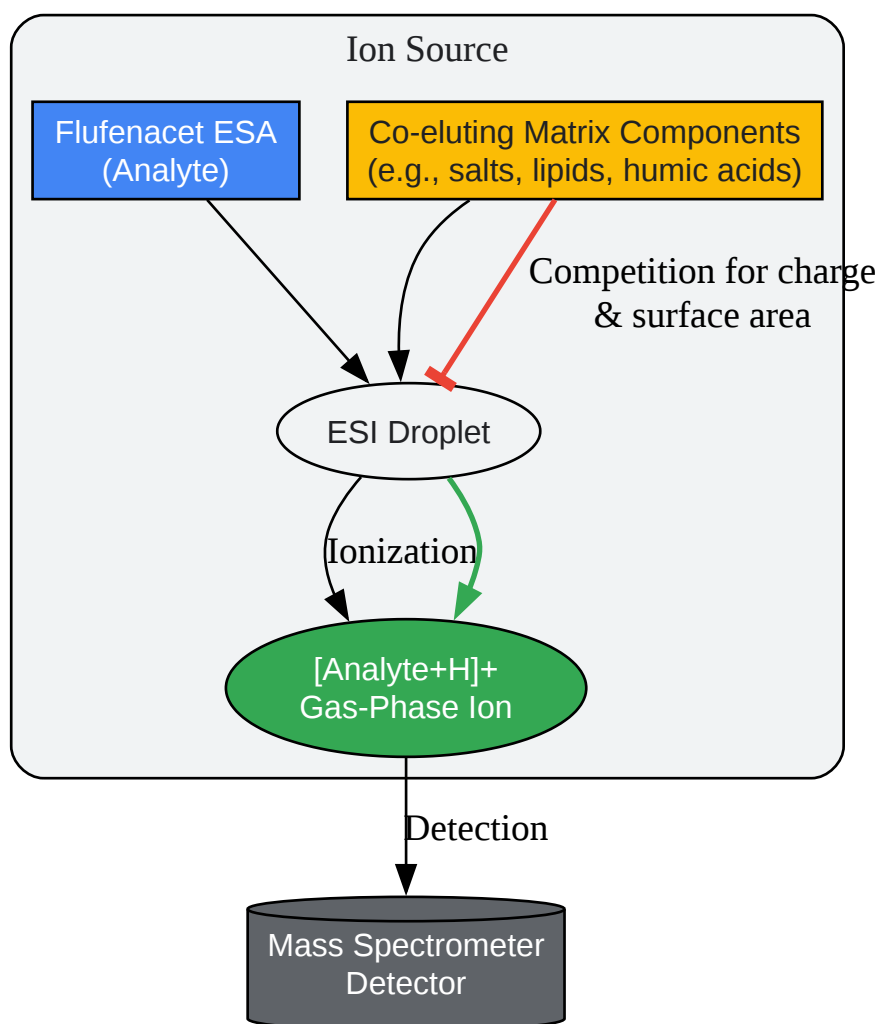 Ion Source
Flufenacet ESA
(Analyte)
Co-eluting Matrix Components
(e.g., salts, lipids, humic acids)
Competition for charge
& surface area
ESI Droplet
Ionization
[Analyte+H]+
Gas-Phase Ion
Detection
Mass Spectrometer
Detector